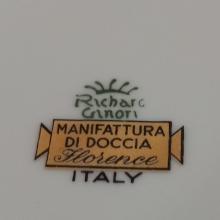 Richard
Ginori
MANIFATTURA
DI DOCCIA
Florence
ITALY